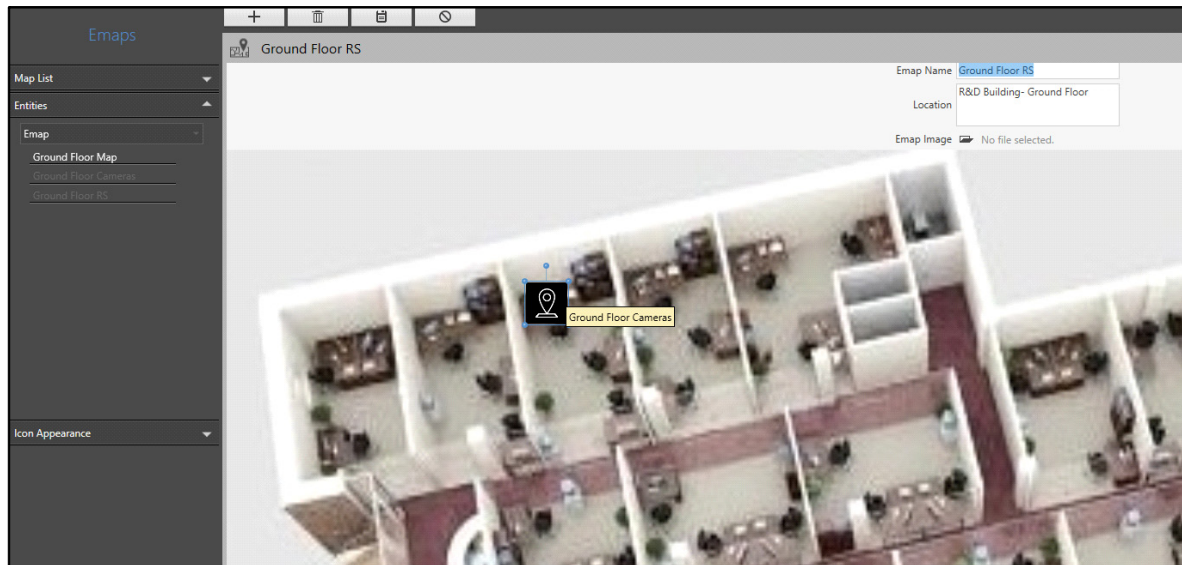 Emaps
Map List
Entities
Emap
Ground Floor Map
Ground Floor Cameras
Ground Floor RS
Icon Appearance
Ground Floor RS
Emap Name Ground Floor RS
Location R&D Building- Ground Floor
Emap Image No file selected.
Ground Floor Cameras